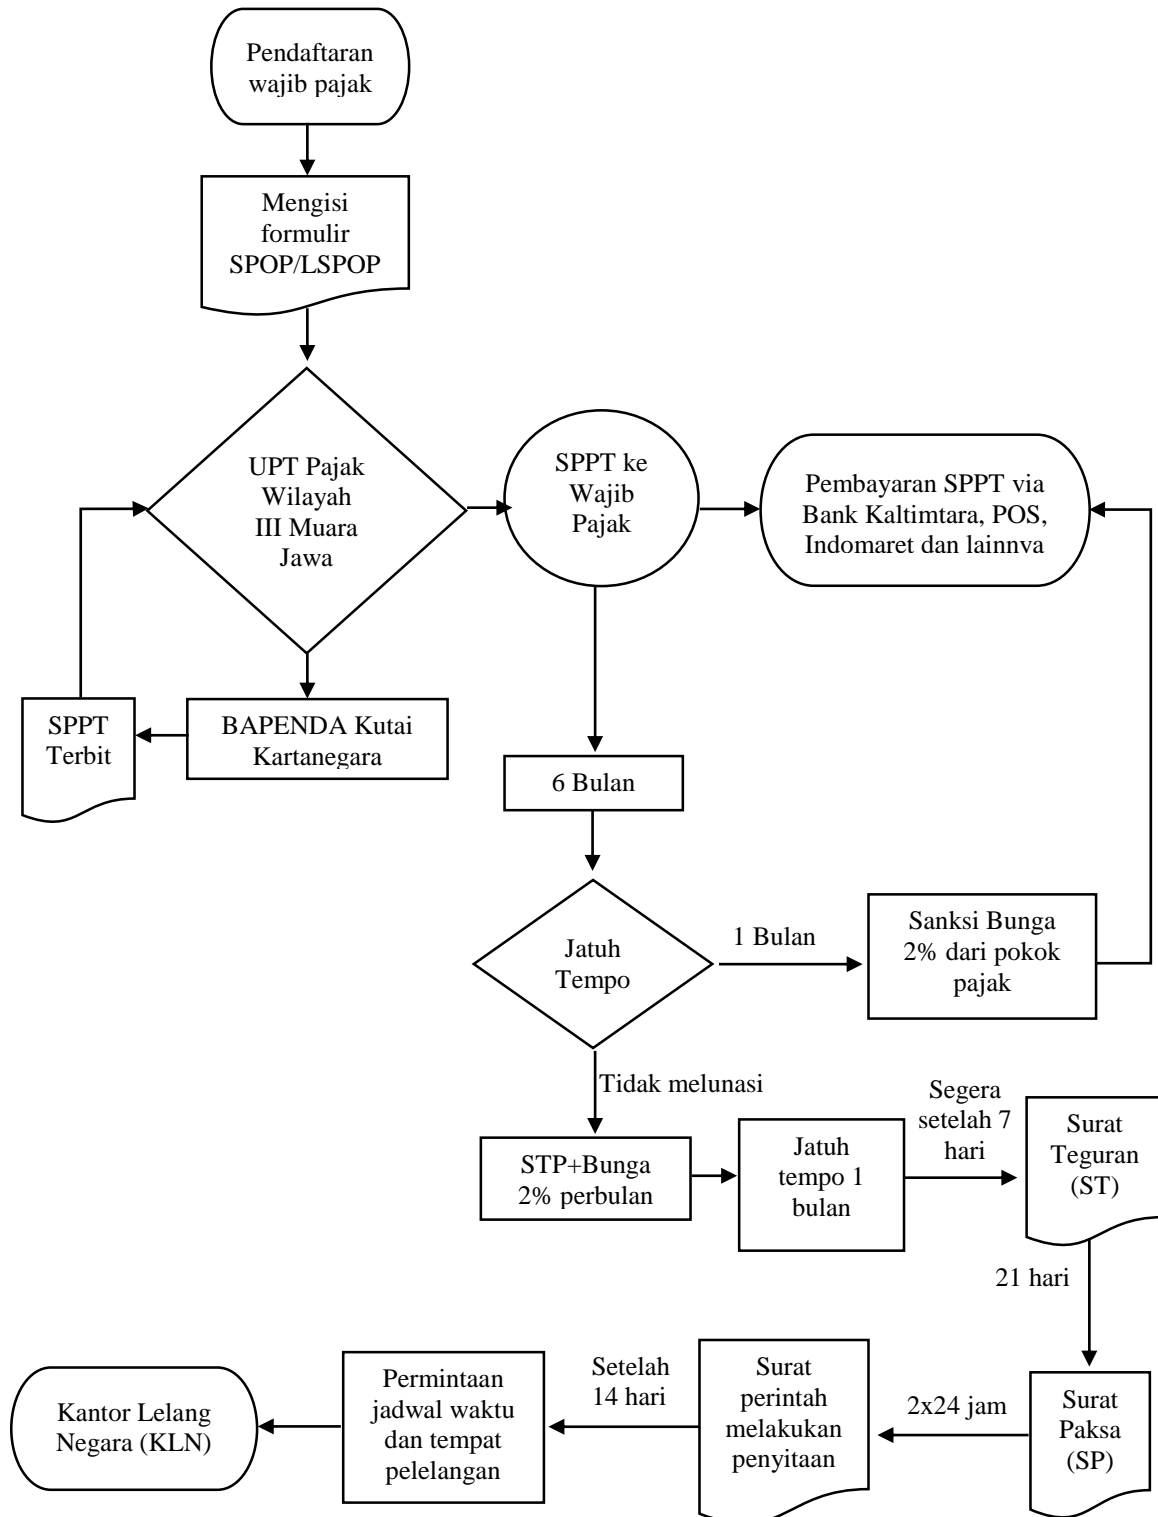 Pendaftaran
wajib pajak
Mengisi
formulir
SPOP/LSPOP
UPT Pajak
Wilayah
III Muara
Jawa
SPPT ke
Wajib
Pajak
Pembayaran SPPT via
Bank Kaltimtara, POS,
Indomaret dan lainnva
SPPT
Terbit
BAPENDA Kutai
Kartanegara
6 Bulan
Jatuh
Tempo
1 Bulan
Sanksi Bunga
2% dari pokok
pajak
Tidak melunasi
STP+Bunga
2% perbulan
Jatuh
tempo 1
bulan
Segera
setelah 7
hari
Surat
Teguran
(ST)
21 hari
Surat
Paksa
(SP)
2x24 jam
Surat
perintah
melakukan
penyitaan
Setelah
14 hari
Permintaan
jadwal waktu
dan tempat
pelelangan
Kantor Lelang
Negara (KLN)